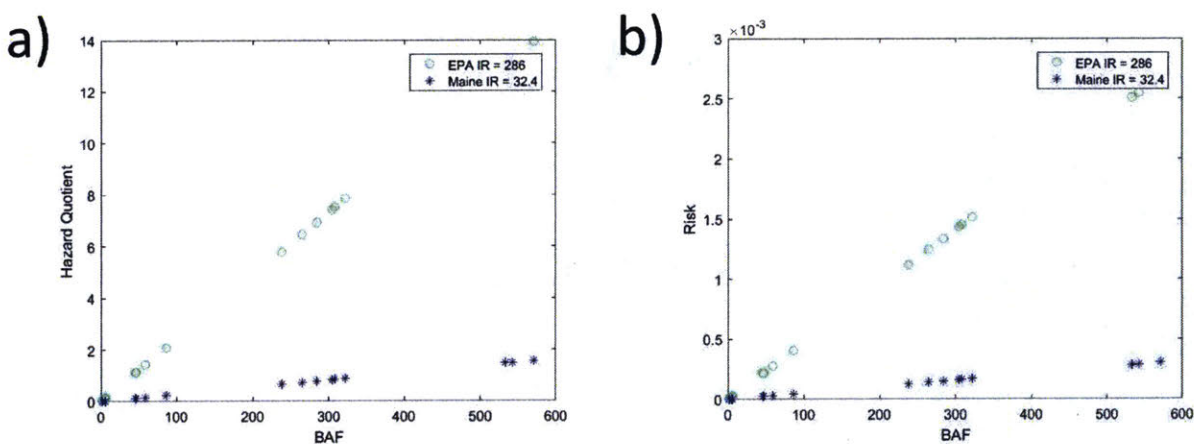 a)
14
12
10
8
6
4
2
0
Hazard Quotient
0 100 200 300 400 500 600
BAF
EPA IR = 286
Maine IR = 32.4
b)
×10⁻³
3
2.5
2
1.5
1
0.5
0
Risk
0 100 200 300 400 500 600
BAF
EPA IR = 286
Maine IR = 32.4